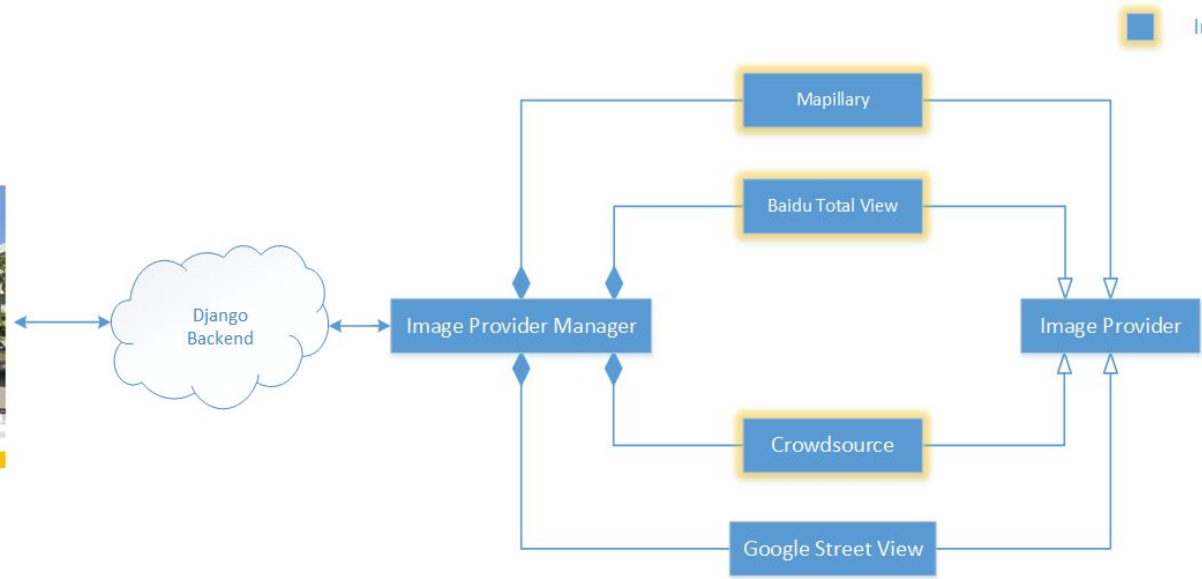 Mapillary
Baidu Total View
Django
Backend
Image Provider Manager
Image Provider
Crowdsource
Google Street View